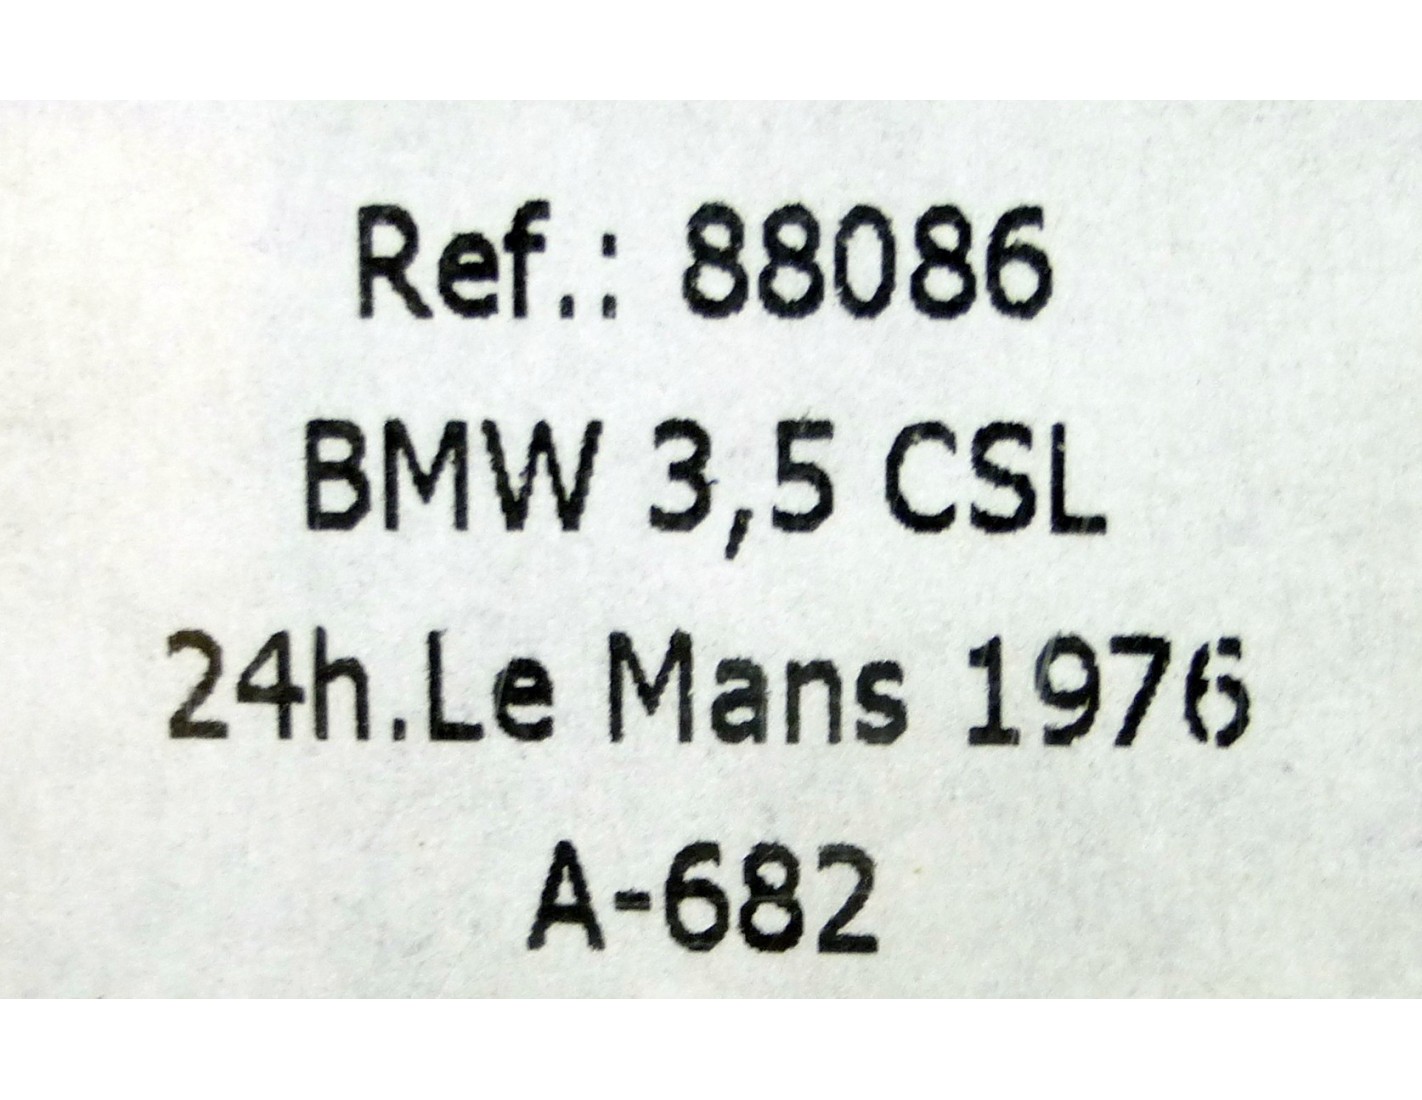 Ref.: 88086
BMW 3,5 CSL
24h.Le Mans 1976
A-682